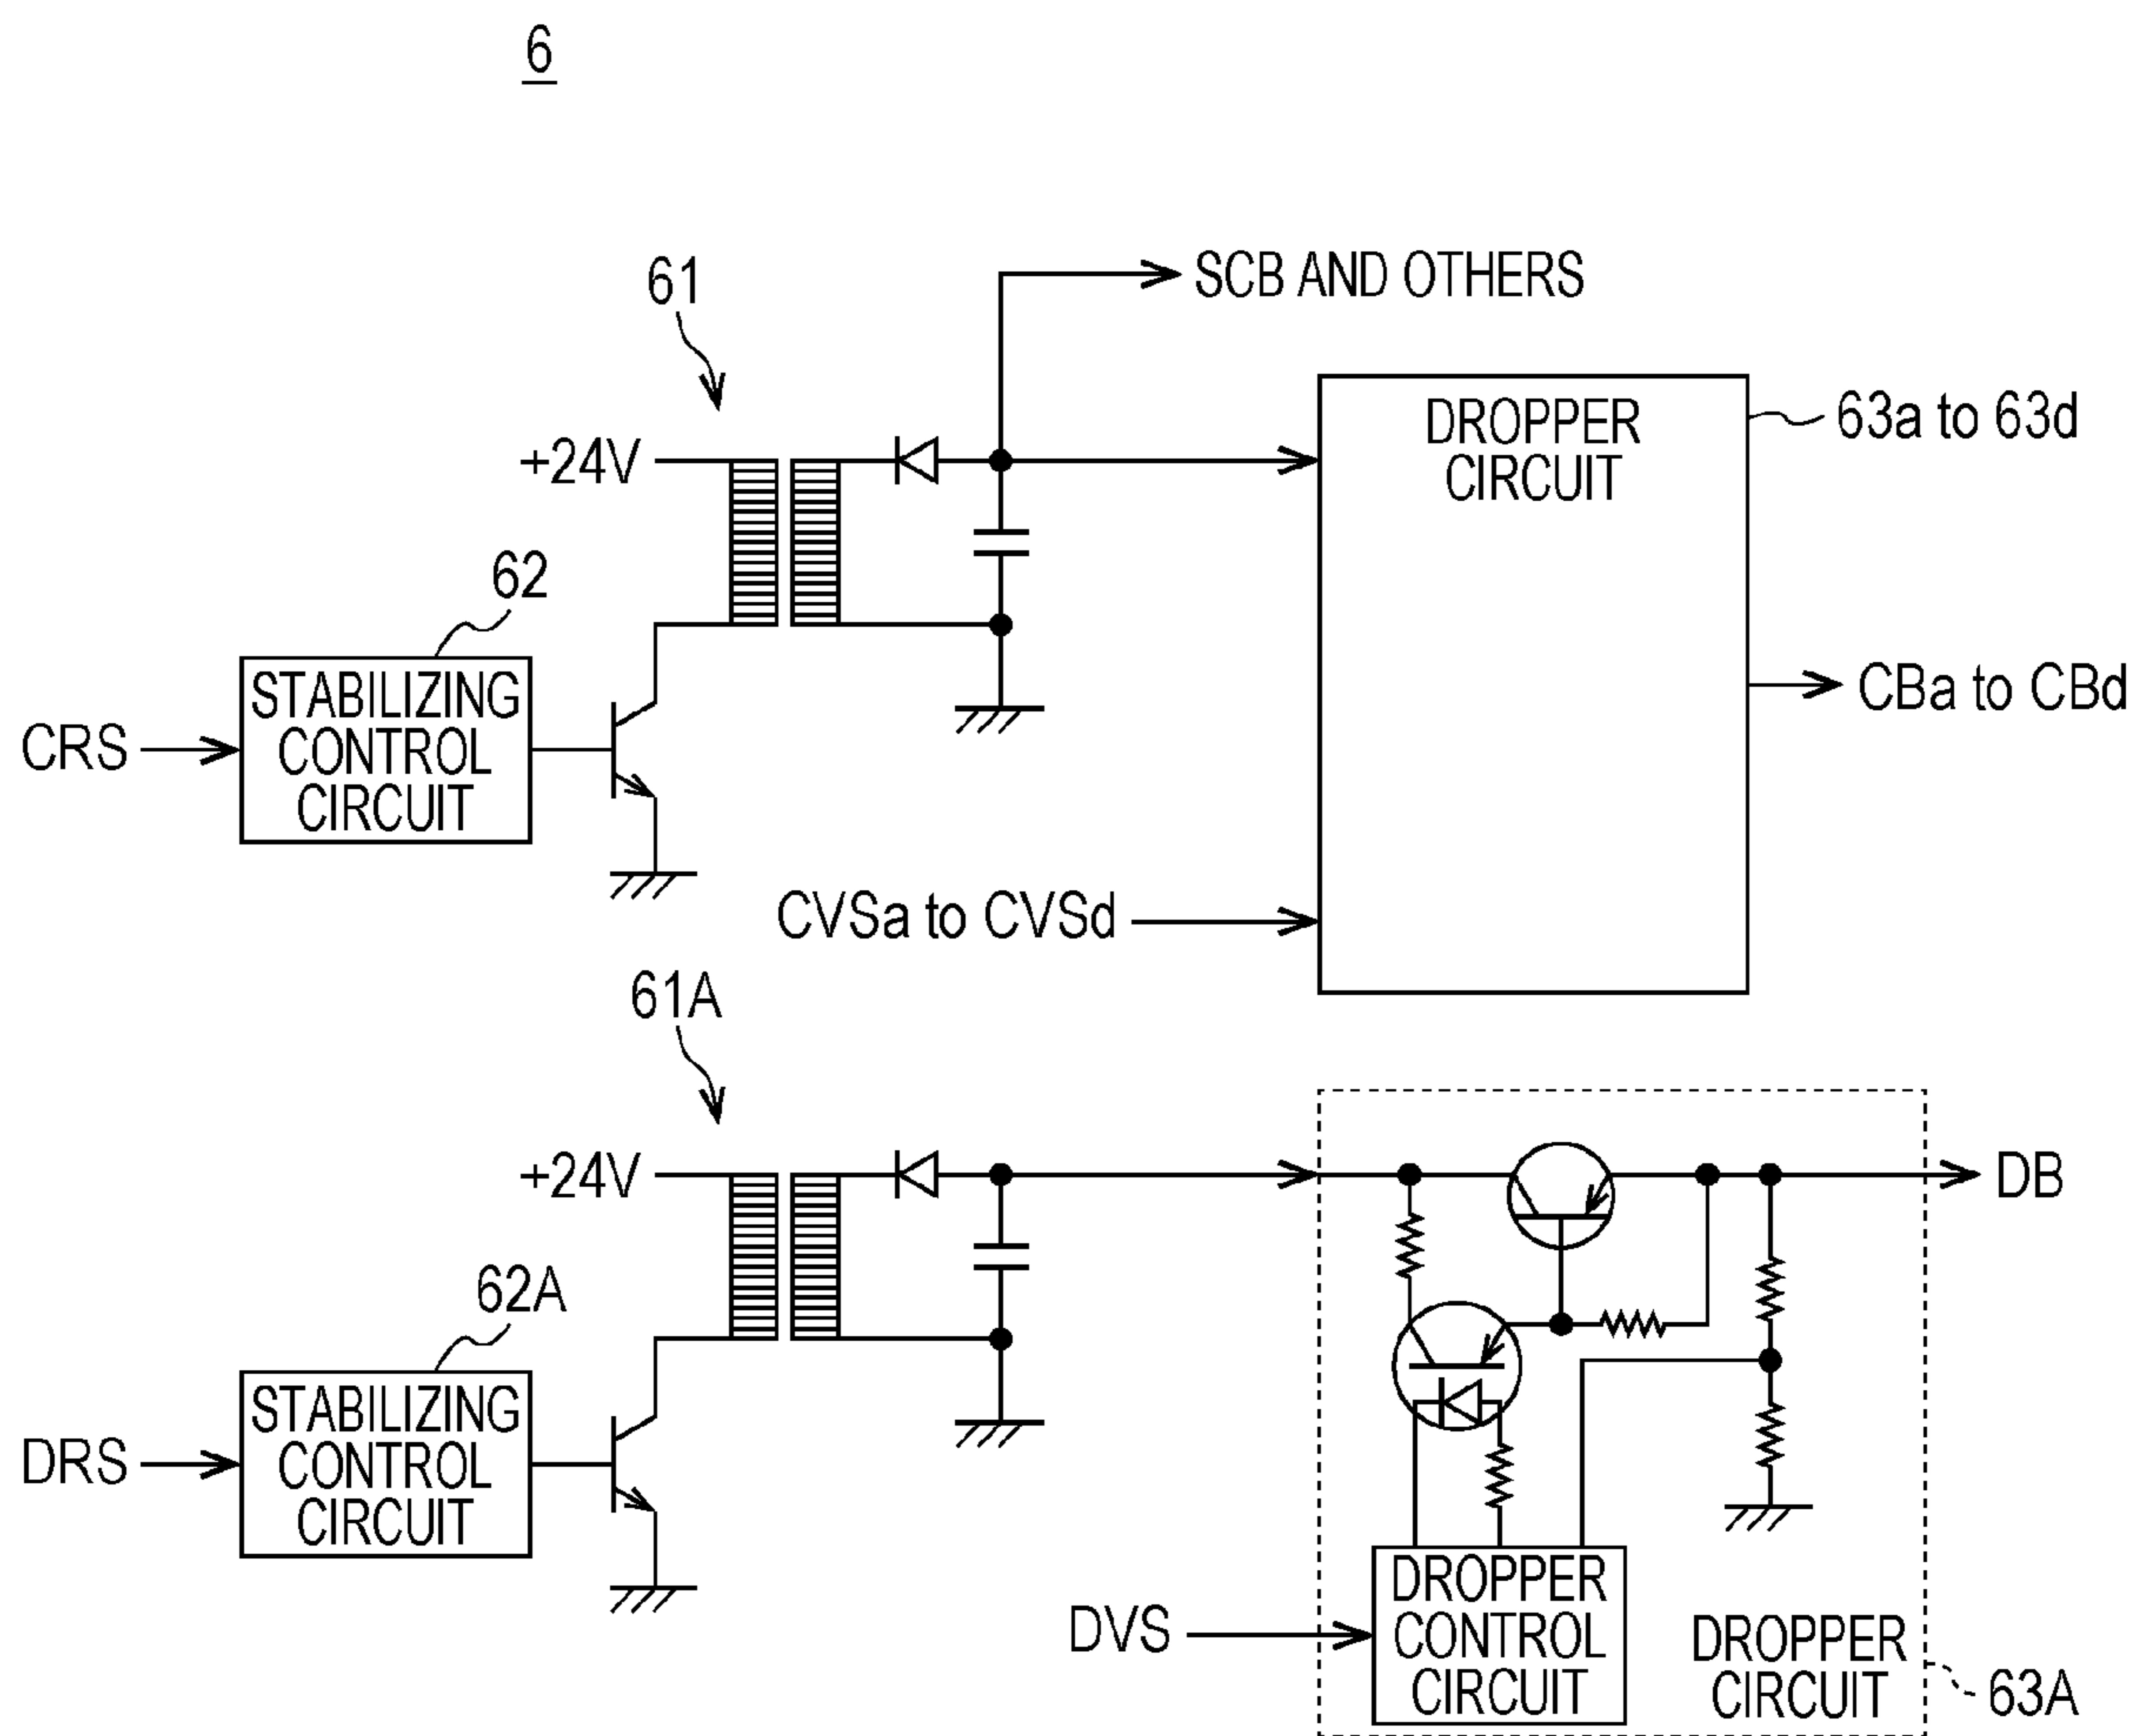 6
SCB AND OTHERS
61
DROPPER
CIRCUIT
63a to 63d
+24V
62
STABILIZING
CONTROL
CIRCUIT
CRS
CBa to CBd
CVSa to CVSd
61A
+24V
DB
62A
STABILIZING
CONTROL
CIRCUIT
DRS
DROPPER
CONTROL
CIRCUIT
DVS
DROPPER
CIRCUIT
63A